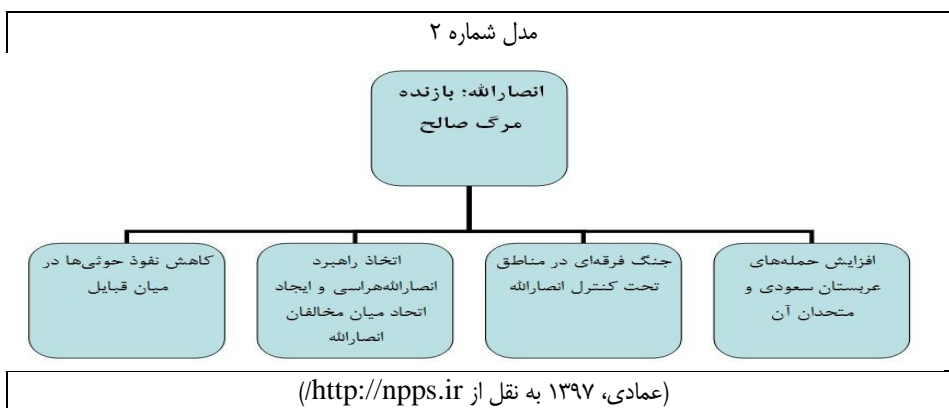 مدل شماره ۲
انصارالله؛ بازنده
مرگ صالح
افزایش حمله‌های
عربستان سعودی و
متحدان آن
جنگ فرقه‌ای در مناطق
تحت کنترل انصارالله
اتخاذ راهبرد
انصارالله‌هراسی و ایجاد
اتحاد میان مخالفان
انصارالله
کاهش نفوذ حوثی‌ها در
میان قبایل
(عمادی، ۱۳۹۷ به نقل از http://npps.ir/)